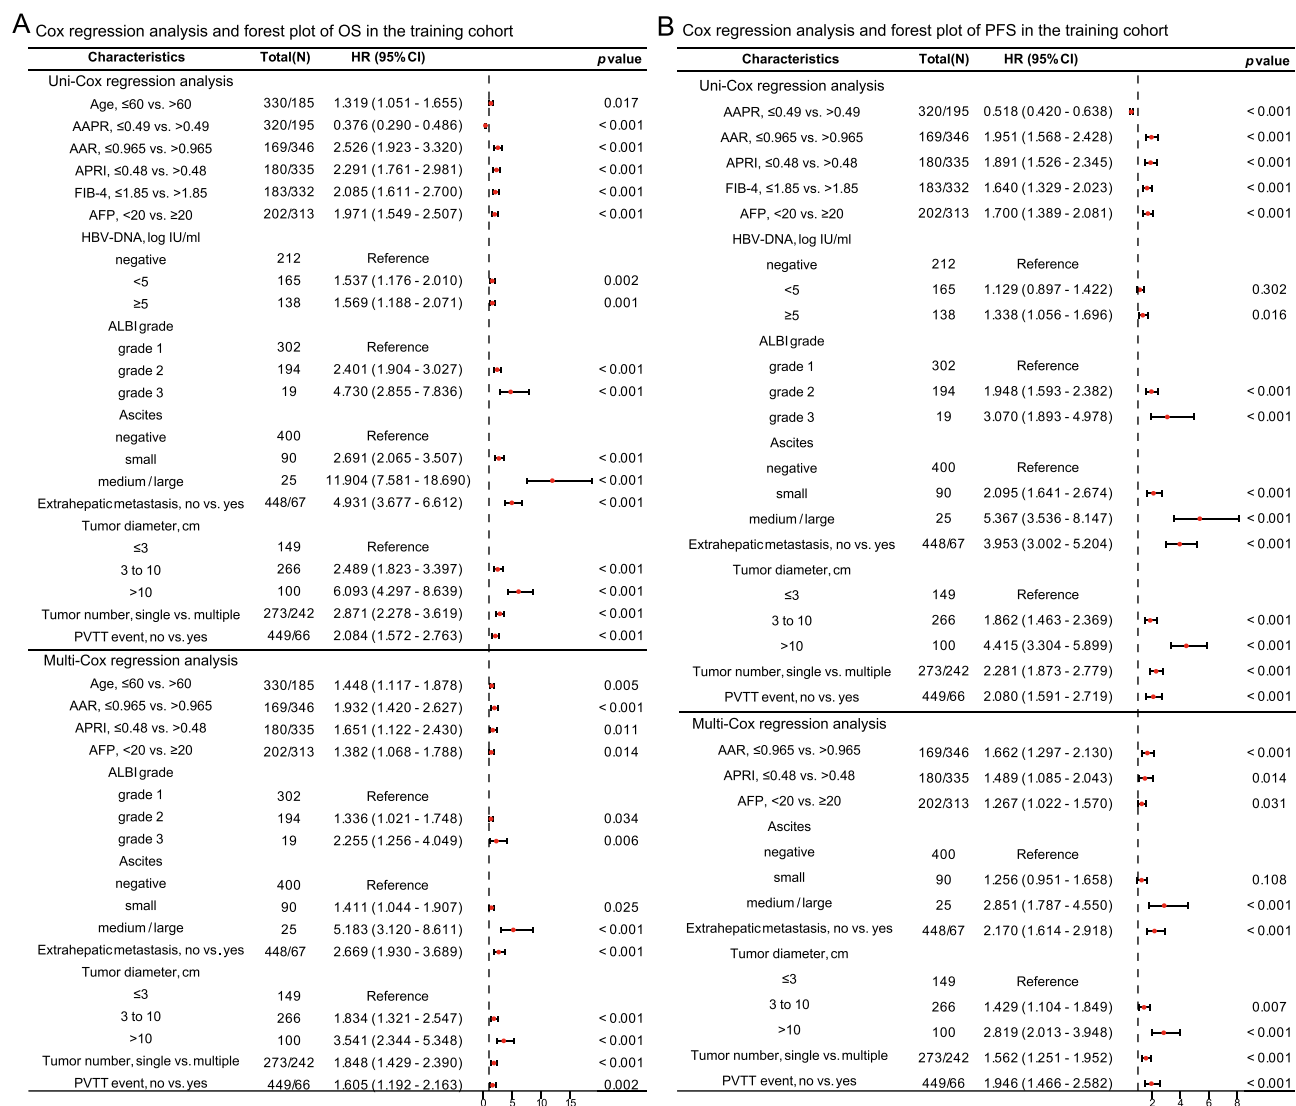 A Cox regression analysis and forest plot of OS in the training cohort
Characteristics Total(N) HR (95% CI) p value
Uni-Cox regression analysis
Age, ≤60 vs. >60 330/185 1.319 (1.051 - 1.655) 0.017
AAPR, ≤0.49 vs. >0.49 320/195 0.376 (0.290 - 0.486) < 0.001
AAR, ≤0.965 vs. >0.965 169/346 2.526 (1.923 - 3.320) < 0.001
APRI, ≤0.48 vs. >0.48 180/335 2.291 (1.761 - 2.981) < 0.001
FIB-4, ≤1.85 vs. >1.85 183/332 2.085 (1.611 - 2.700) < 0.001
AFP, <20 vs. ≥20 202/313 1.971 (1.549 - 2.507) < 0.001
HBV-DNA, log IU/ml
negative 212 Reference
<5 165 1.537 (1.176 - 2.010) 0.002
≥5 138 1.569 (1.188 - 2.071) 0.001
ALBI grade
grade 1 302 Reference
grade 2 194 2.401 (1.904 - 3.027) < 0.001
grade 3 19 4.730 (2.855 - 7.836) < 0.001
Ascites
negative 400 Reference
small 90 2.691 (2.065 - 3.507) < 0.001
medium / large 25 11.904 (7.581 - 18.690) < 0.001
Extrahepatic metastasis, no vs. yes 448/67 4.931 (3.677 - 6.612) < 0.001
Tumor diameter, cm
≤3 149 Reference
3 to 10 266 2.489 (1.823 - 3.397) < 0.001
>10 100 6.093 (4.297 - 8.639) < 0.001
Tumor number, single vs. multiple 273/242 2.871 (2.278 - 3.619) < 0.001
PVTT event, no vs. yes 449/66 2.084 (1.572 - 2.763) < 0.001
Multi-Cox regression analysis
Age, ≤60 vs. >60 330/185 1.448 (1.117 - 1.878) 0.005
AAR, ≤0.965 vs. >0.965 169/346 1.932 (1.420 - 2.627) < 0.001
APRI, ≤0.48 vs. >0.48 180/335 1.651 (1.122 - 2.430) 0.011
AFP, <20 vs. ≥20 202/313 1.382 (1.068 - 1.788) 0.014
ALBI grade
grade 1 302 Reference
grade 2 194 1.336 (1.021 - 1.748) 0.034
grade 3 19 2.255 (1.256 - 4.049) 0.006
Ascites
negative 400 Reference
small 90 1.411 (1.044 - 1.907) 0.025
medium / large 25 5.183 (3.120 - 8.611) < 0.001
Extrahepatic metastasis, no vs. yes 448/67 2.669 (1.930 - 3.689) < 0.001
Tumor diameter, cm
≤3 149 Reference
3 to 10 266 1.834 (1.321 - 2.547) < 0.001
>10 100 3.541 (2.344 - 5.348) < 0.001
Tumor number, single vs. multiple 273/242 1.848 (1.429 - 2.390) < 0.001
PVTT event, no vs. yes 449/66 1.605 (1.192 - 2.163) 0.002
0 5 10 15
B Cox regression analysis and forest plot of PFS in the training cohort
Characteristics Total(N) HR (95% CI) p value
Uni-Cox regression analysis
AAPR, ≤0.49 vs. >0.49 320/195 0.518 (0.420 - 0.638) < 0.001
AAR, ≤0.965 vs. >0.965 169/346 1.951 (1.568 - 2.428) < 0.001
APRI, ≤0.48 vs. >0.48 180/335 1.891 (1.526 - 2.345) < 0.001
FIB-4, ≤1.85 vs. >1.85 183/332 1.640 (1.329 - 2.023) < 0.001
AFP, <20 vs. ≥20 202/313 1.700 (1.389 - 2.081) < 0.001
HBV-DNA, log IU/ml
negative 212 Reference
<5 165 1.129 (0.897 - 1.422) 0.302
≥5 138 1.338 (1.056 - 1.696) 0.016
ALBI grade
grade 1 302 Reference
grade 2 194 1.948 (1.593 - 2.382) < 0.001
grade 3 19 3.070 (1.893 - 4.978) < 0.001
Ascites
negative 400 Reference
small 90 2.095 (1.641 - 2.674) < 0.001
medium / large 25 5.367 (3.536 - 8.147) < 0.001
Extrahepatic metastasis, no vs. yes 448/67 3.953 (3.002 - 5.204) < 0.001
Tumor diameter, cm
≤3 149 Reference
3 to 10 266 1.862 (1.463 - 2.369) < 0.001
>10 100 4.415 (3.304 - 5.899) < 0.001
Tumor number, single vs. multiple 273/242 2.281 (1.873 - 2.779) < 0.001
PVTT event, no vs. yes 449/66 2.080 (1.591 - 2.719) < 0.001
Multi-Cox regression analysis
AAR, ≤0.965 vs. >0.965 169/346 1.662 (1.297 - 2.130) < 0.001
APRI, ≤0.48 vs. >0.48 180/335 1.489 (1.085 - 2.043) 0.014
AFP, <20 vs. ≥20 202/313 1.267 (1.022 - 1.570) 0.031
Ascites
negative 400 Reference
small 90 1.256 (0.951 - 1.658) 0.108
medium / large 25 2.851 (1.787 - 4.550) < 0.001
Extrahepatic metastasis, no vs. yes 448/67 2.170 (1.614 - 2.918) < 0.001
Tumor diameter, cm
≤3 149 Reference
3 to 10 266 1.429 (1.104 - 1.849) 0.007
>10 100 2.819 (2.013 - 3.948) < 0.001
Tumor number, single vs. multiple 273/242 1.562 (1.251 - 1.952) < 0.001
PVTT event, no vs. yes 449/66 1.946 (1.466 - 2.582) < 0.001
2 4 6 8